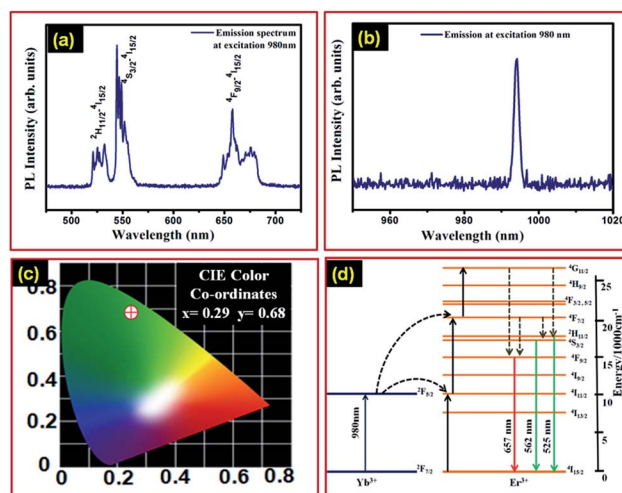 (a)
Emission spectrum
at excitation 980nm
²H₁₁/₂-⁴I₁₅/₂
⁴S₃/₂-⁴I₁₅/₂
⁴F₉/₂-⁴I₁₅/₂
PL Intensity (arb. units)
500 550 600 650 700
Wavelength (nm)
(b)
Emission at excitation 980 nm
PL Intensity (arb. units)
960 980 1000 1020
Wavelength (nm)
(c)
CIE Color
Co-ordinates
x= 0.29 y= 0.68
0.8
0.6
0.4
0.2
0
0 0.2 0.4 0.6 0.8
(d)
⁴G₁₁/₂
⁴H₉/₂
⁴F₃/₂,₅/₂
⁴F₇/₂
²H₁₁/₂
⁴S₃/₂
⁴F₉/₂
⁴I₉/₂
⁴I₁₁/₂
⁴I₁₃/₂
⁴I₁₅/₂
²F₅/₂
²F₇/₂
980nm
657 nm
562 nm
525 nm
Yb³⁺
Er³⁺
25
20
15
10
5
0
Energy/1000cm⁻¹